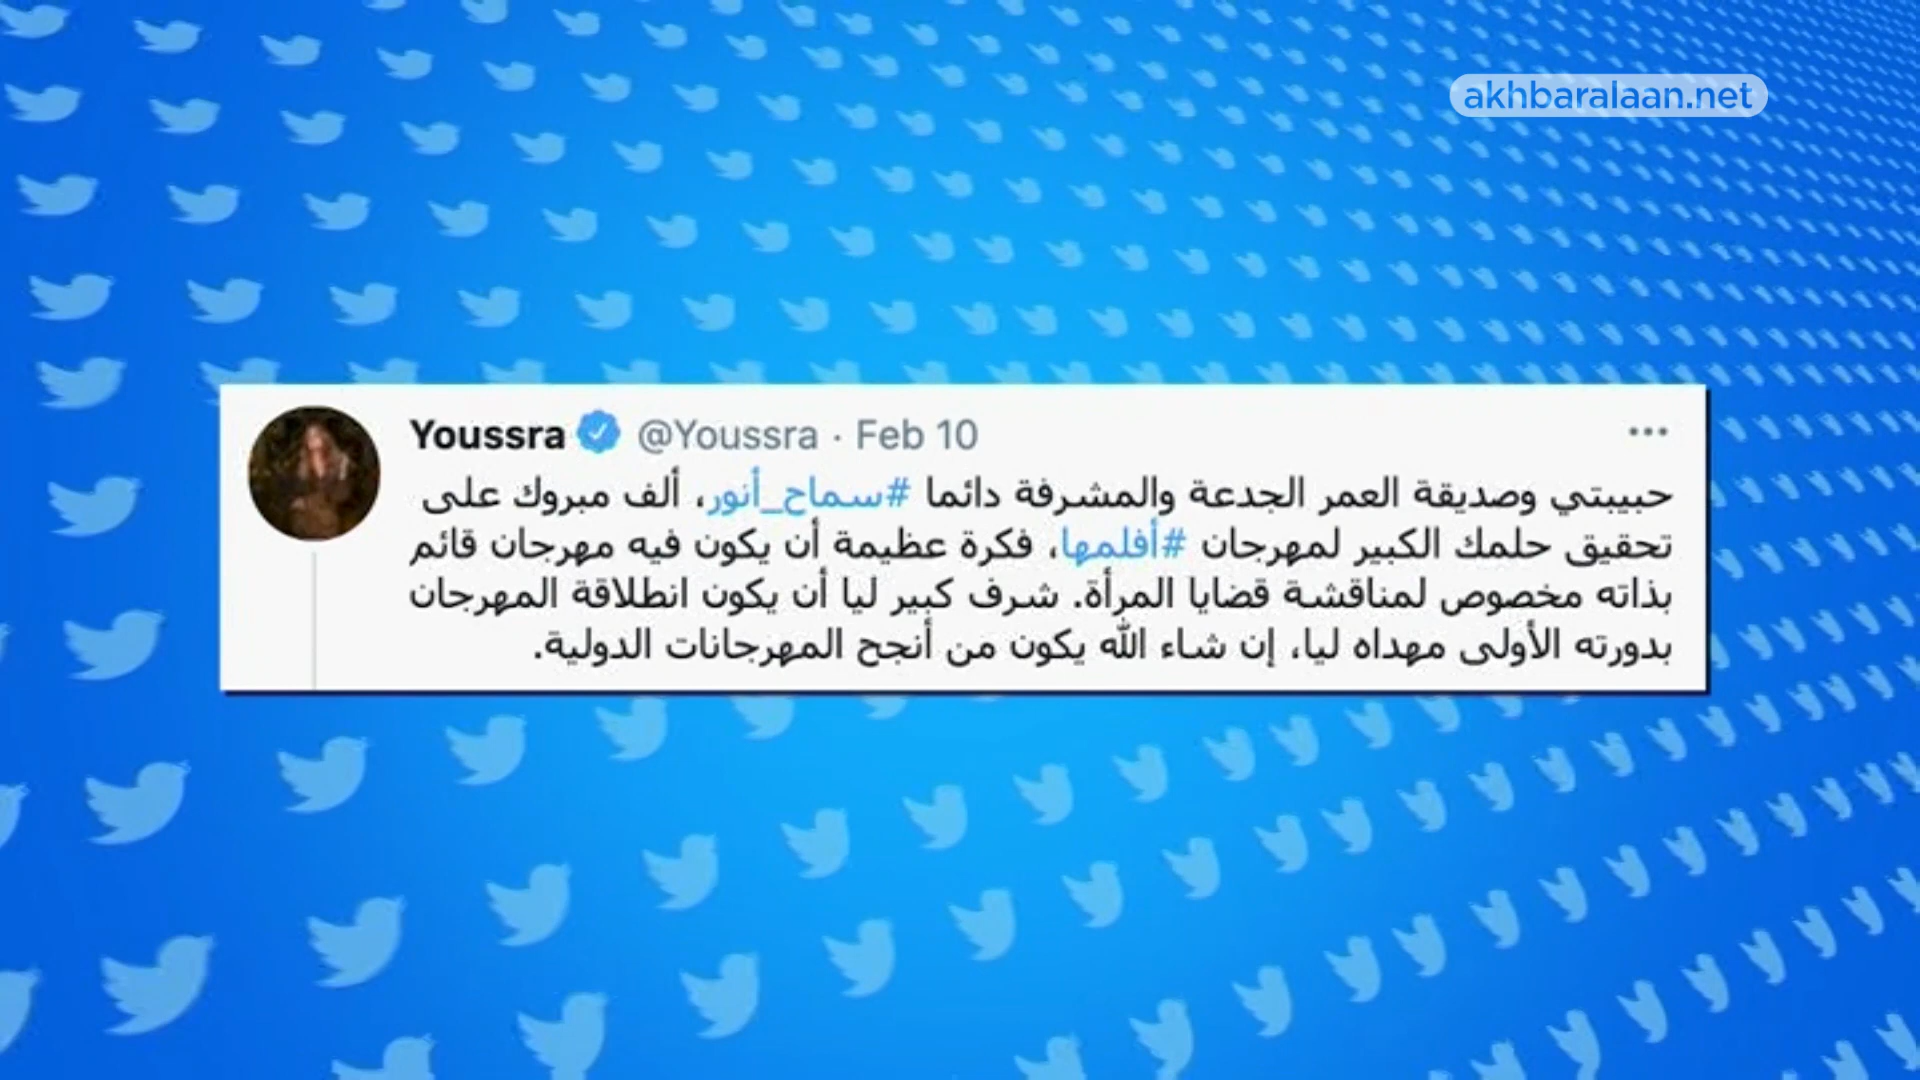 akhbaralaan.net
Youssra @Youssra · Feb 10
حبيبتي وصديقة العمر الجدعة والمشرفة دائما #سماح_أنور، ألف مبروك على
تحقيق حلمك الكبير لمهرجان #أفلمها، فكرة عظيمة أن يكون فيه مهرجان قائم
بذاته مخصوص لمناقشة قضايا المرأة. شرف كبير ليا أن يكون انطلاقة المهرجان
بدورته الأولى مهداه ليا، إن شاء الله يكون من أنجح المهرجانات الدولية.